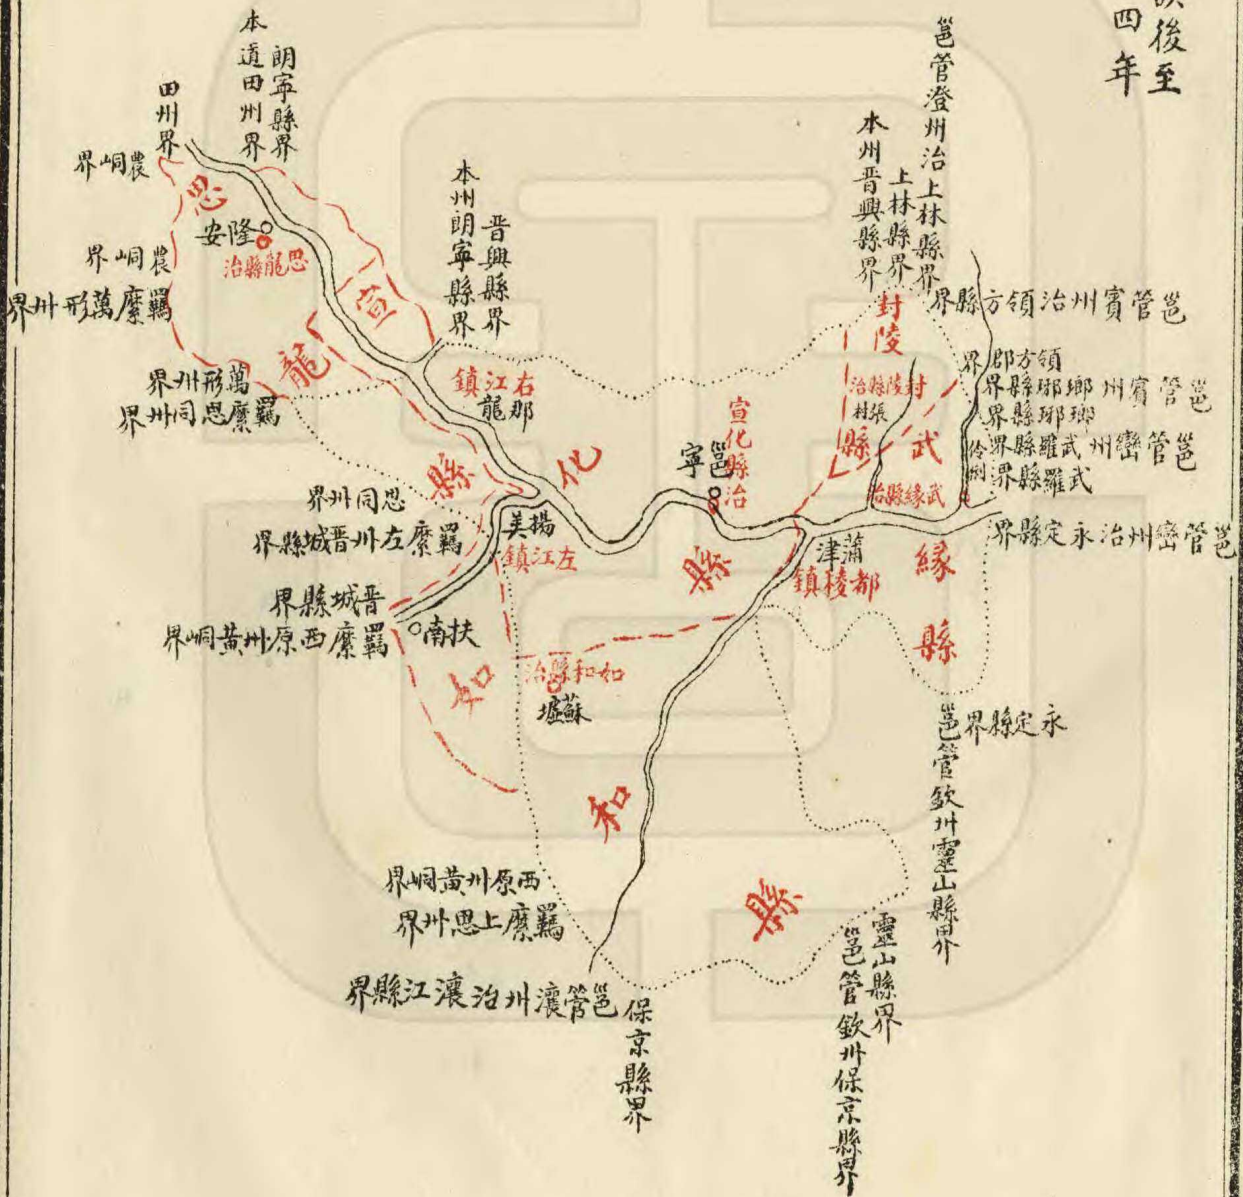 後至
四年
邕管澄州治上林縣界
上林縣界
本州晋興縣界
晋興縣界
本州朗寧縣界
朗寧縣界
本道田州界
田州界
農峒界
農峒界
羈縻萬形州界
萬形州界
羈縻思同州界
思同州界
羈縻左州晋城縣界
晋城縣界
羈縻西原州黃峒界
西原州黃峒界
羈縻上思州界
邕管瀼州治瀼江縣界
保京縣界
邕管欽州保京縣界
靈山縣界
邕管欽州靈山縣界
永定縣界
邕管巒州治永定縣界
武羅縣界
邕管巒州武羅縣界
瑯琊縣界
邕管賓州瑯琊縣界
領方郡界
邕管賓州治領方縣界
封陵縣
封陵縣治
張村
武緣縣
武緣縣治
伶俐
宣化縣
宣化縣治
邕寧
蒲津
都稜鎮
右江鎮
那龍
思龍縣
思龍縣治
隆安
揚美
左江鎮
扶南
如和縣
如和縣治
蘇墟